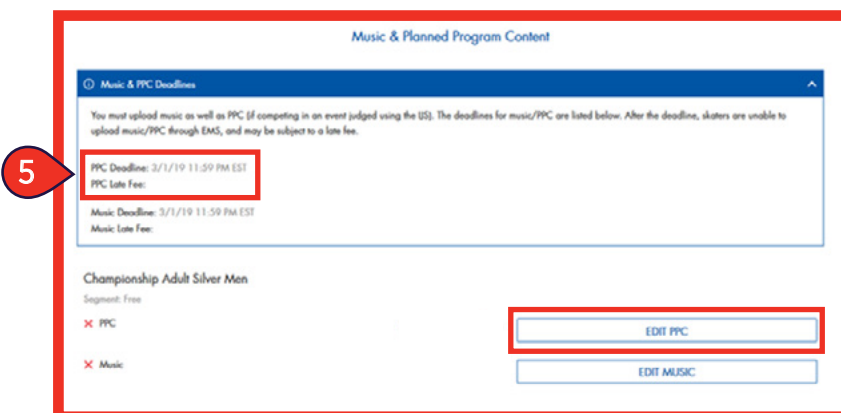 Music & Planned Program Content
Music & PPC Deadlines
You must upload music as well as PPC (if competing in an event judged using the IJS). The deadlines for music/PPC are listed below. After the deadline, skaters are unable to
upload music/PPC through EMS, and may be subject to a late fee.
5
PPC Deadline: 3/1/19 11:59 PM EST
PPC Late Fee:
Music Deadline: 3/1/19 11:59 PM EST
Music Late Fee:
Championship Adult Silver Men
Segment: Free
PPC
EDIT PPC
Music
EDIT MUSIC